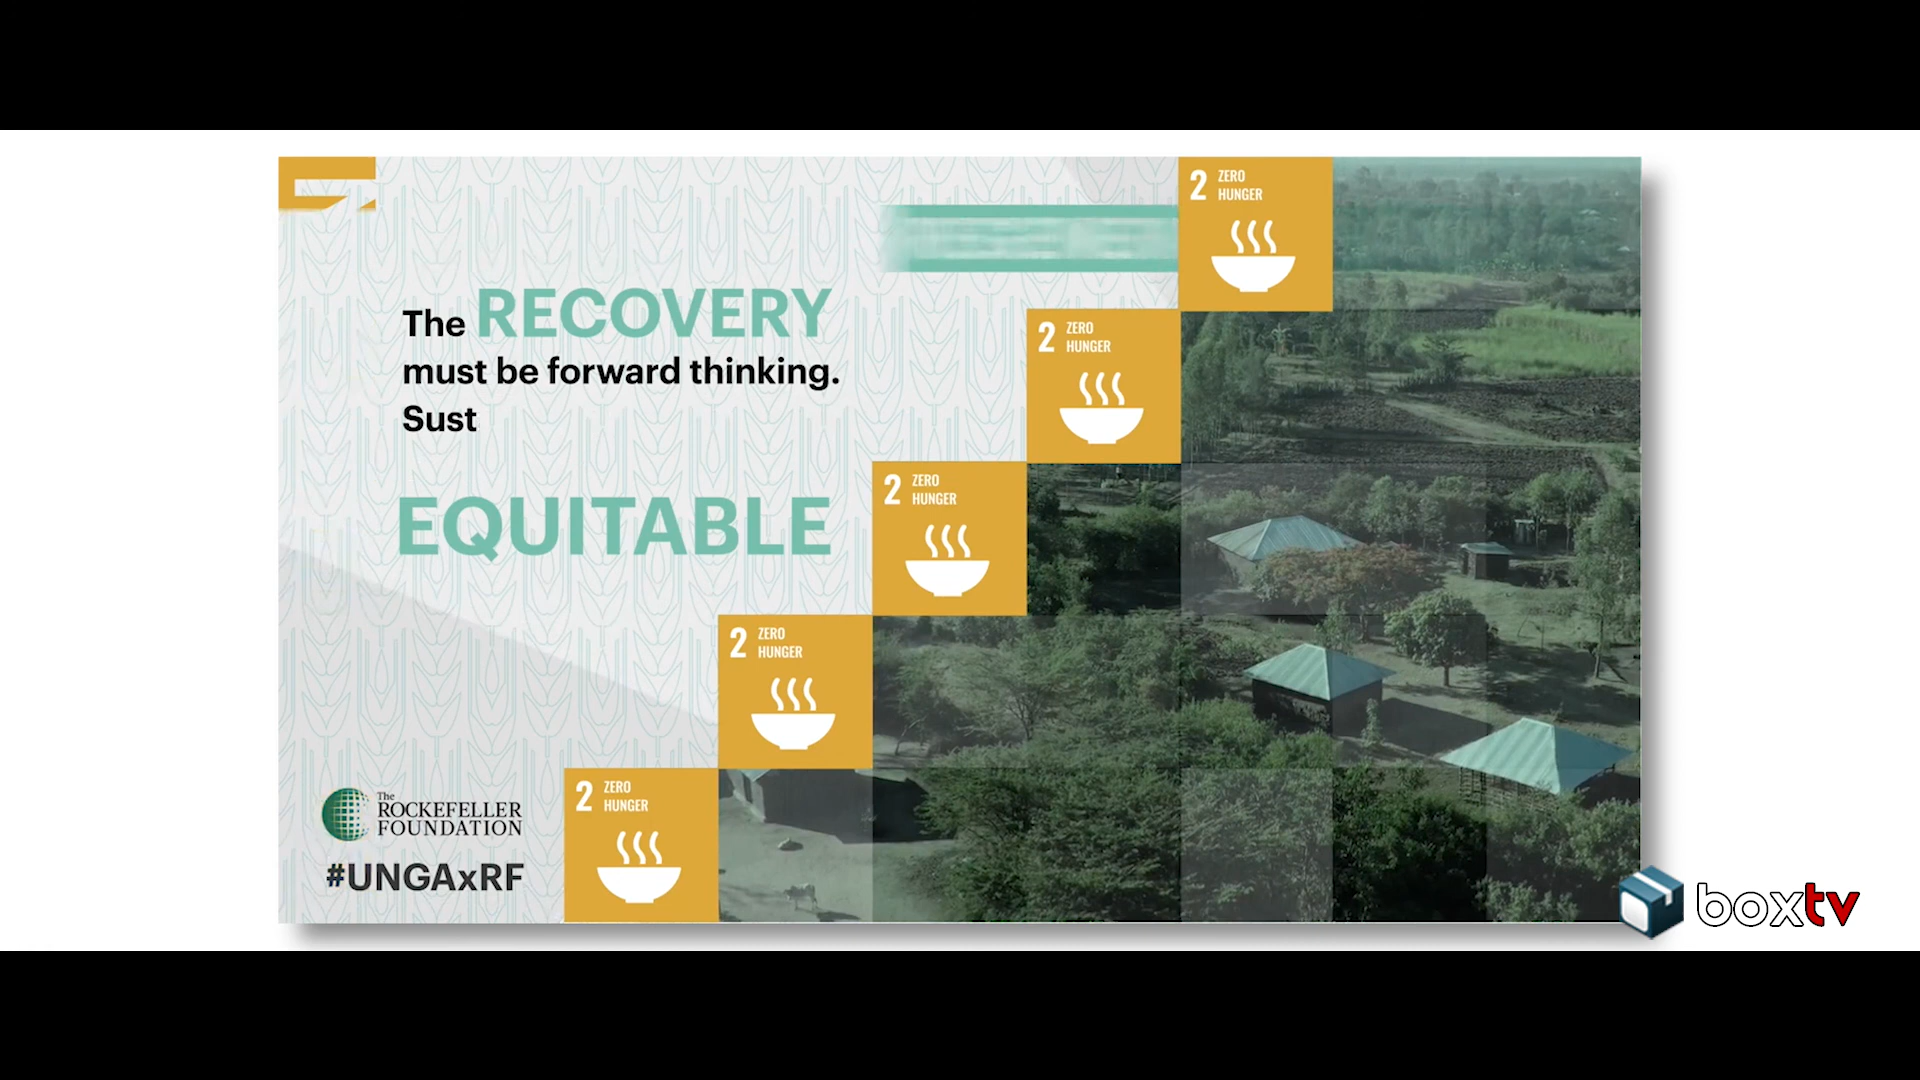 The RECOVERY
must be forward thinking.
Sust
EQUITABLE
2 ZERO
HUNGER
2 ZERO
HUNGER
2 ZERO
HUNGER
2 ZERO
HUNGER
2 ZERO
HUNGER
The
ROCKEFELLER
FOUNDATION
#UNGAxRF
boxtv